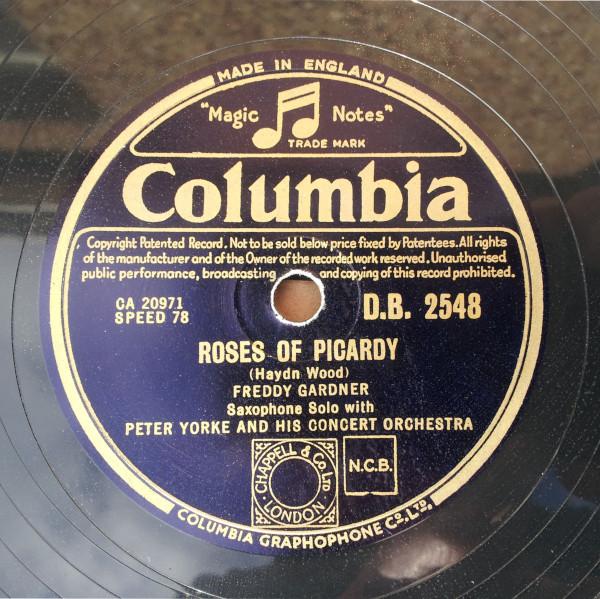 MADE IN ENGLAND
"Magic Notes"
TRADE MARK
Columbia
Copyright Patented Record. Not to be sold below price fixed by Patentees. All rights
of the manufacturer and of the Owner of the recorded work reserved. Unauthorised
public performance, broadcasting and copying of this record prohibited.
CA 20971
SPEED 78
D.B. 2548
ROSES OF PICARDY
(Haydn Wood)
FREDDY GARDNER
Saxophone Solo with
PETER YORKE AND HIS CONCERT ORCHESTRA
CHAPPELL & Co. LTD
LONDON
N.C.B.
COLUMBIA GRAPHOPHONE Co. LTD.